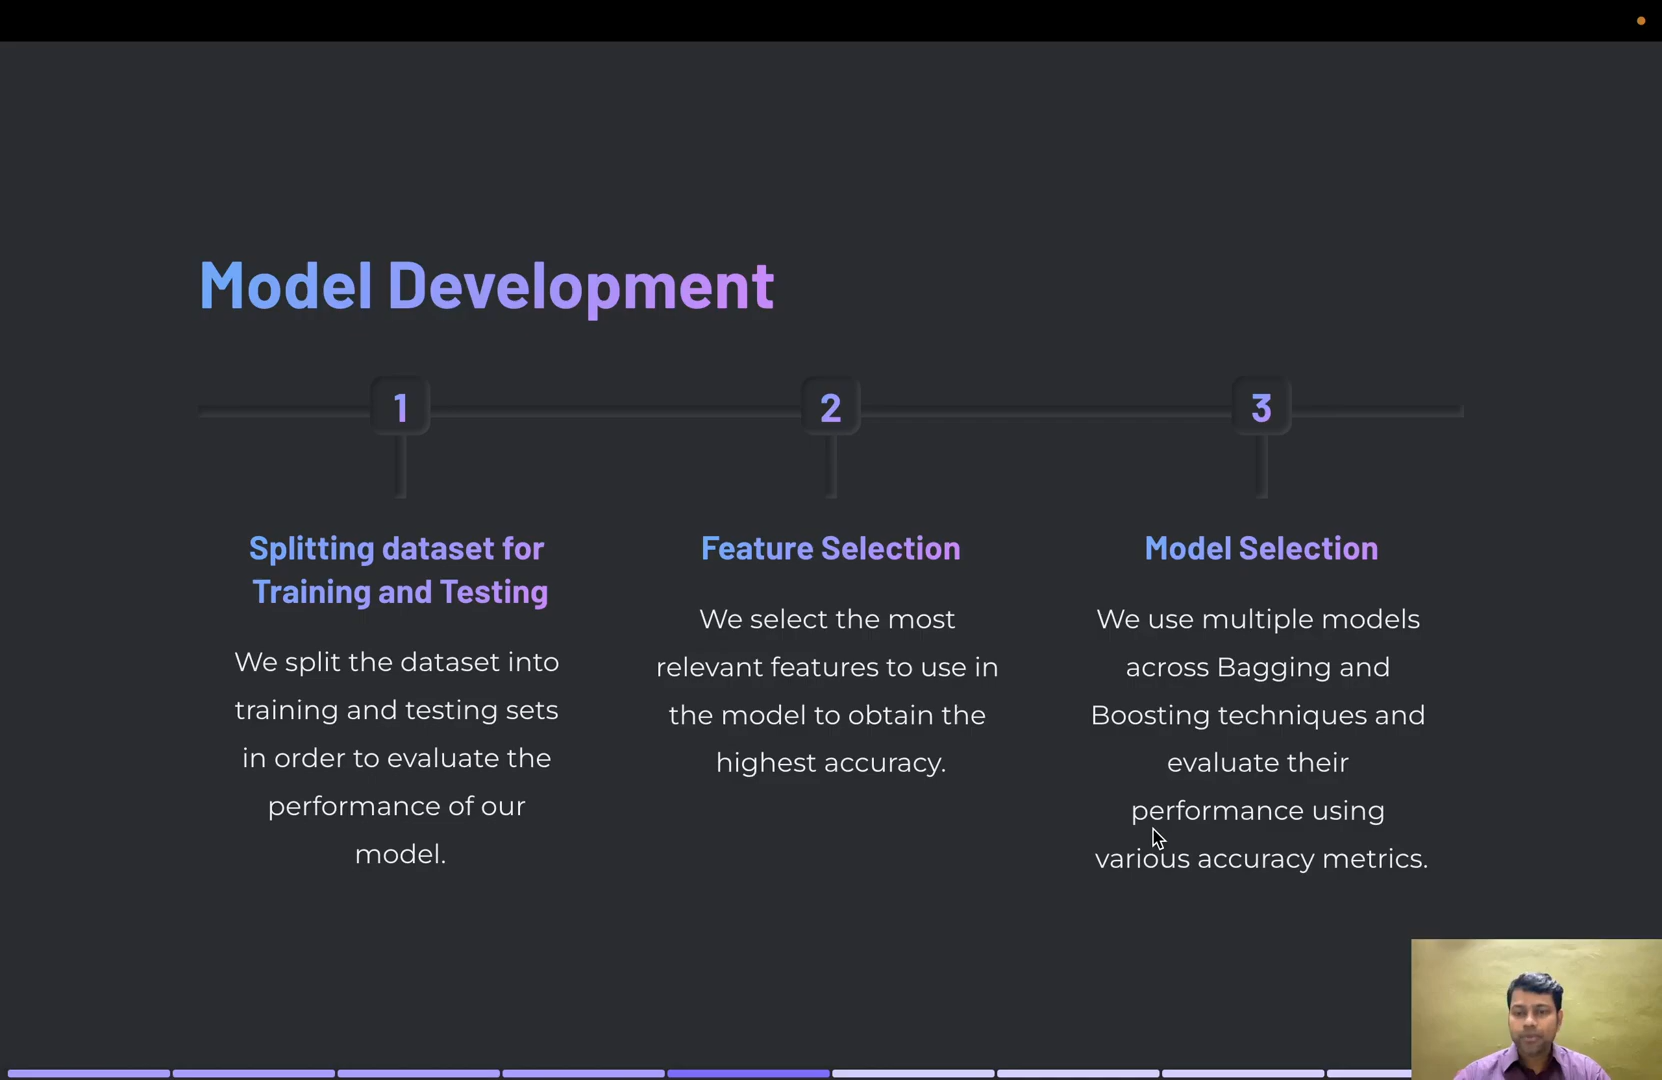 Model Development
1
2
3
Splitting dataset for
Training and Testing
We split the dataset into
training and testing sets
in order to evaluate the
performance of our
model.
Feature Selection
We select the most
relevant features to use in
the model to obtain the
highest accuracy.
Model Selection
We use multiple models
across Bagging and
Boosting techniques and
evaluate their
performance using
various accuracy metrics.